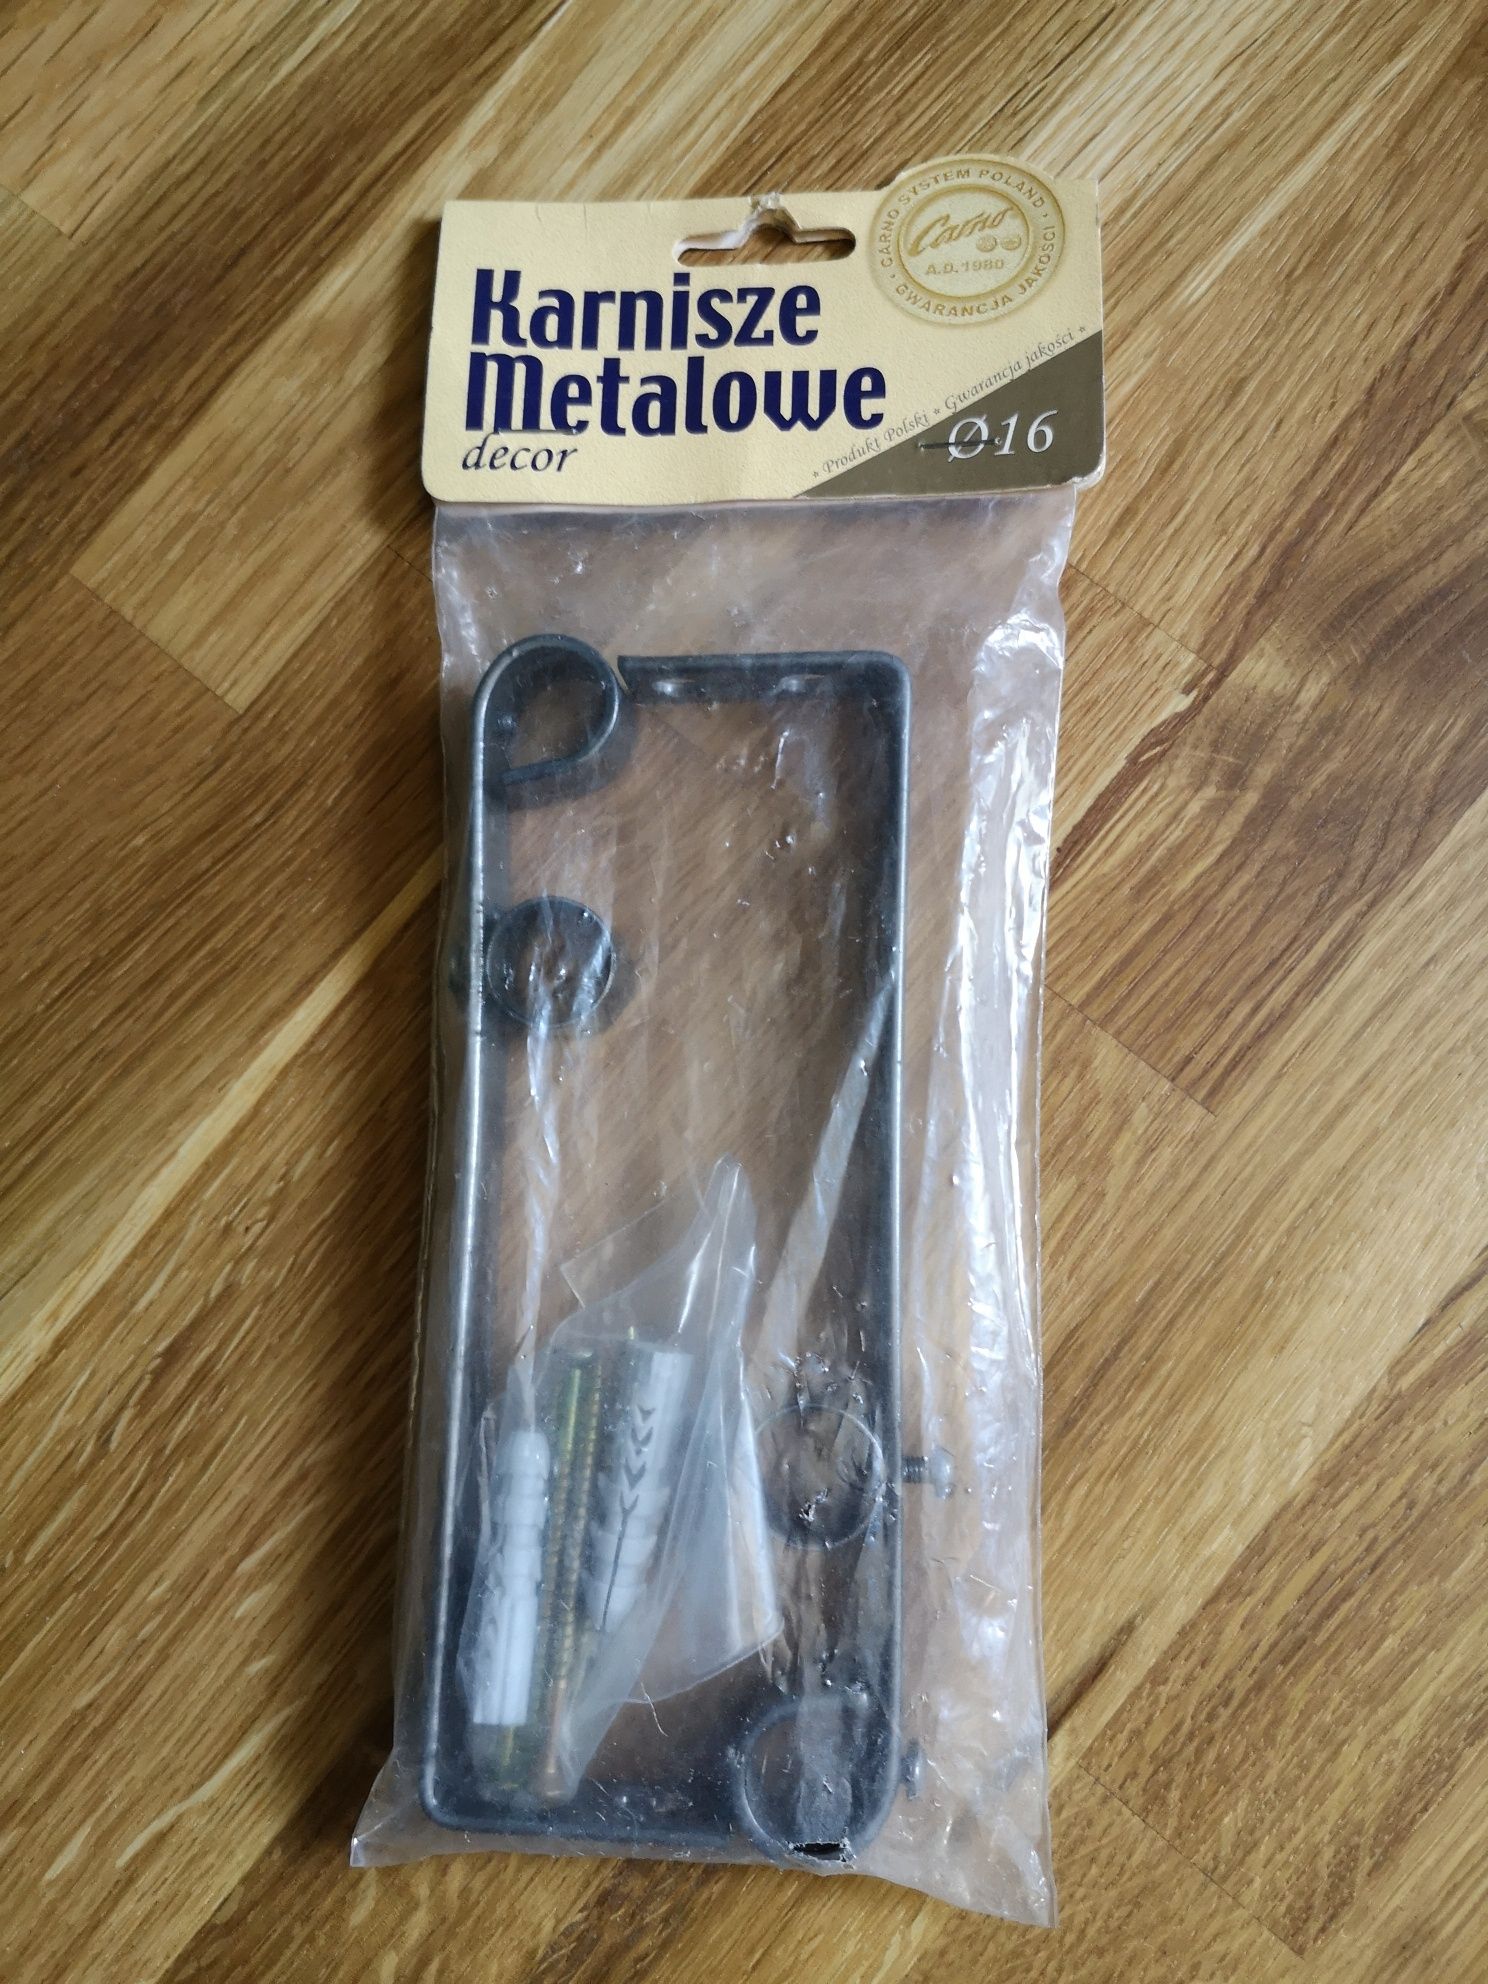 CARNO SYSTEM POLAND
Carno
A.D. 1980
GWARANCJA JAKOŚCI
Karnisze
Metalowe
decor
* Produkt Polski * Gwarancja jakości *
Ø16